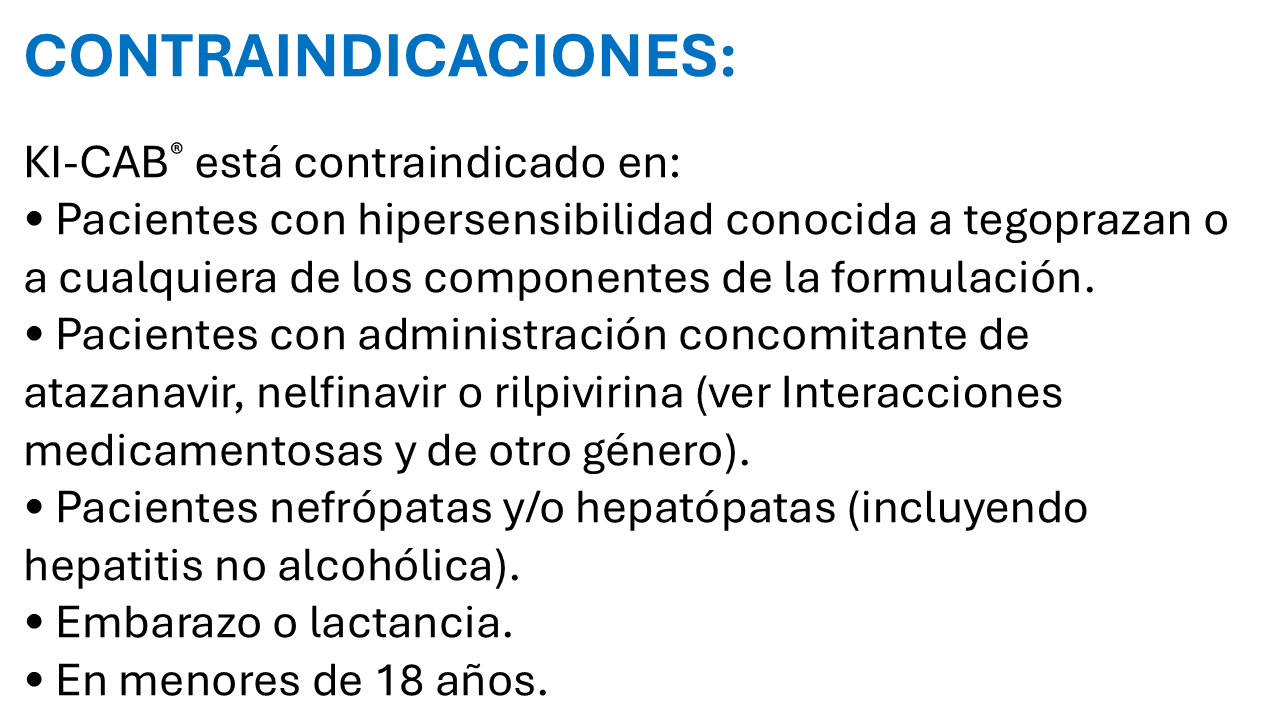 CONTRAINDICACIONES:
KI-CAB® está contraindicado en:
• Pacientes con hipersensibilidad conocida a tegoprazan o
a cualquiera de los componentes de la formulación.
• Pacientes con administración concomitante de
atazanavir, nelfinavir o rilpivirina (ver Interacciones
medicamentosas y de otro género).
• Pacientes nefrópatas y/o hepatópatas (incluyendo
hepatitis no alcohólica).
• Embarazo o lactancia.
• En menores de 18 años.